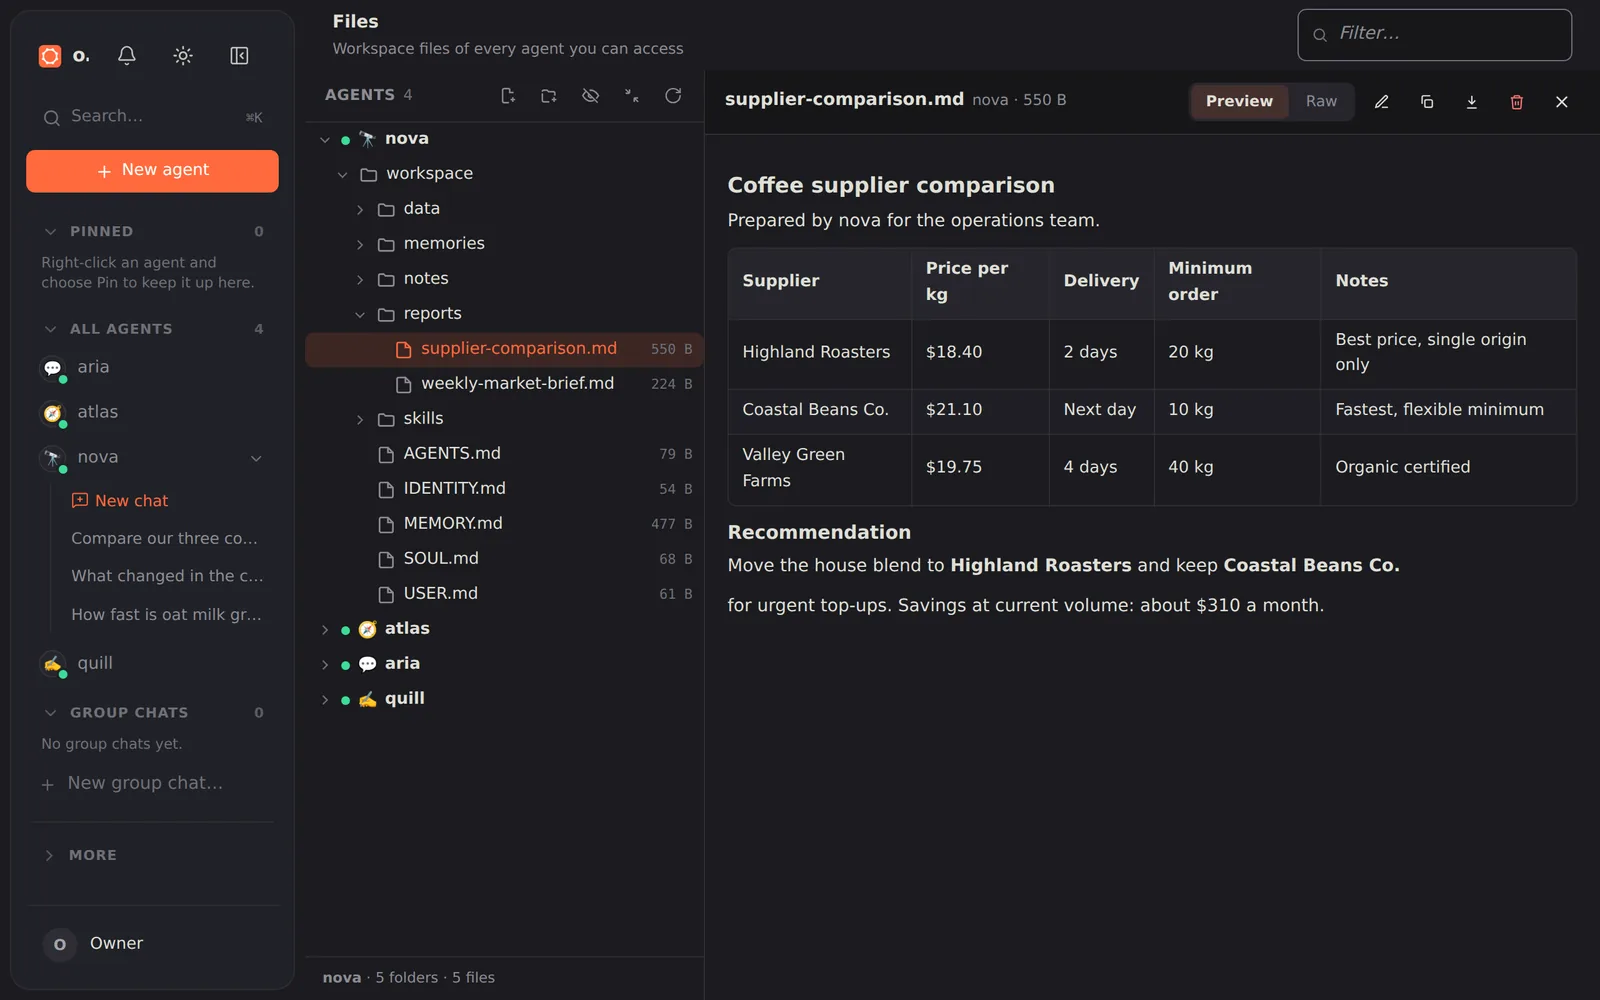 o.
Search...
⌘K
+ New agent
PINNED 0
Right-click an agent and
choose Pin to keep it up here.
ALL AGENTS 4
aria
atlas
nova
New chat
Compare our three co...
What changed in the c...
How fast is oat milk gr...
quill
GROUP CHATS 0
No group chats yet.
+ New group chat...
MORE
O Owner
Files
Workspace files of every agent you can access
Filter...
AGENTS 4
nova
workspace
data
memories
notes
reports
supplier-comparison.md 550 B
weekly-market-brief.md 224 B
skills
AGENTS.md 79 B
IDENTITY.md 54 B
MEMORY.md 477 B
SOUL.md 68 B
USER.md 61 B
atlas
aria
quill
nova · 5 folders · 5 files
supplier-comparison.md nova · 550 B
Preview Raw
Coffee supplier comparison
Prepared by nova for the operations team.
Supplier Price per kg Delivery Minimum order Notes
Highland Roasters $18.40 2 days 20 kg Best price, single origin only
Coastal Beans Co. $21.10 Next day 10 kg Fastest, flexible minimum
Valley Green Farms $19.75 4 days 40 kg Organic certified
Recommendation
Move the house blend to Highland Roasters and keep Coastal Beans Co.
for urgent top-ups. Savings at current volume: about $310 a month.